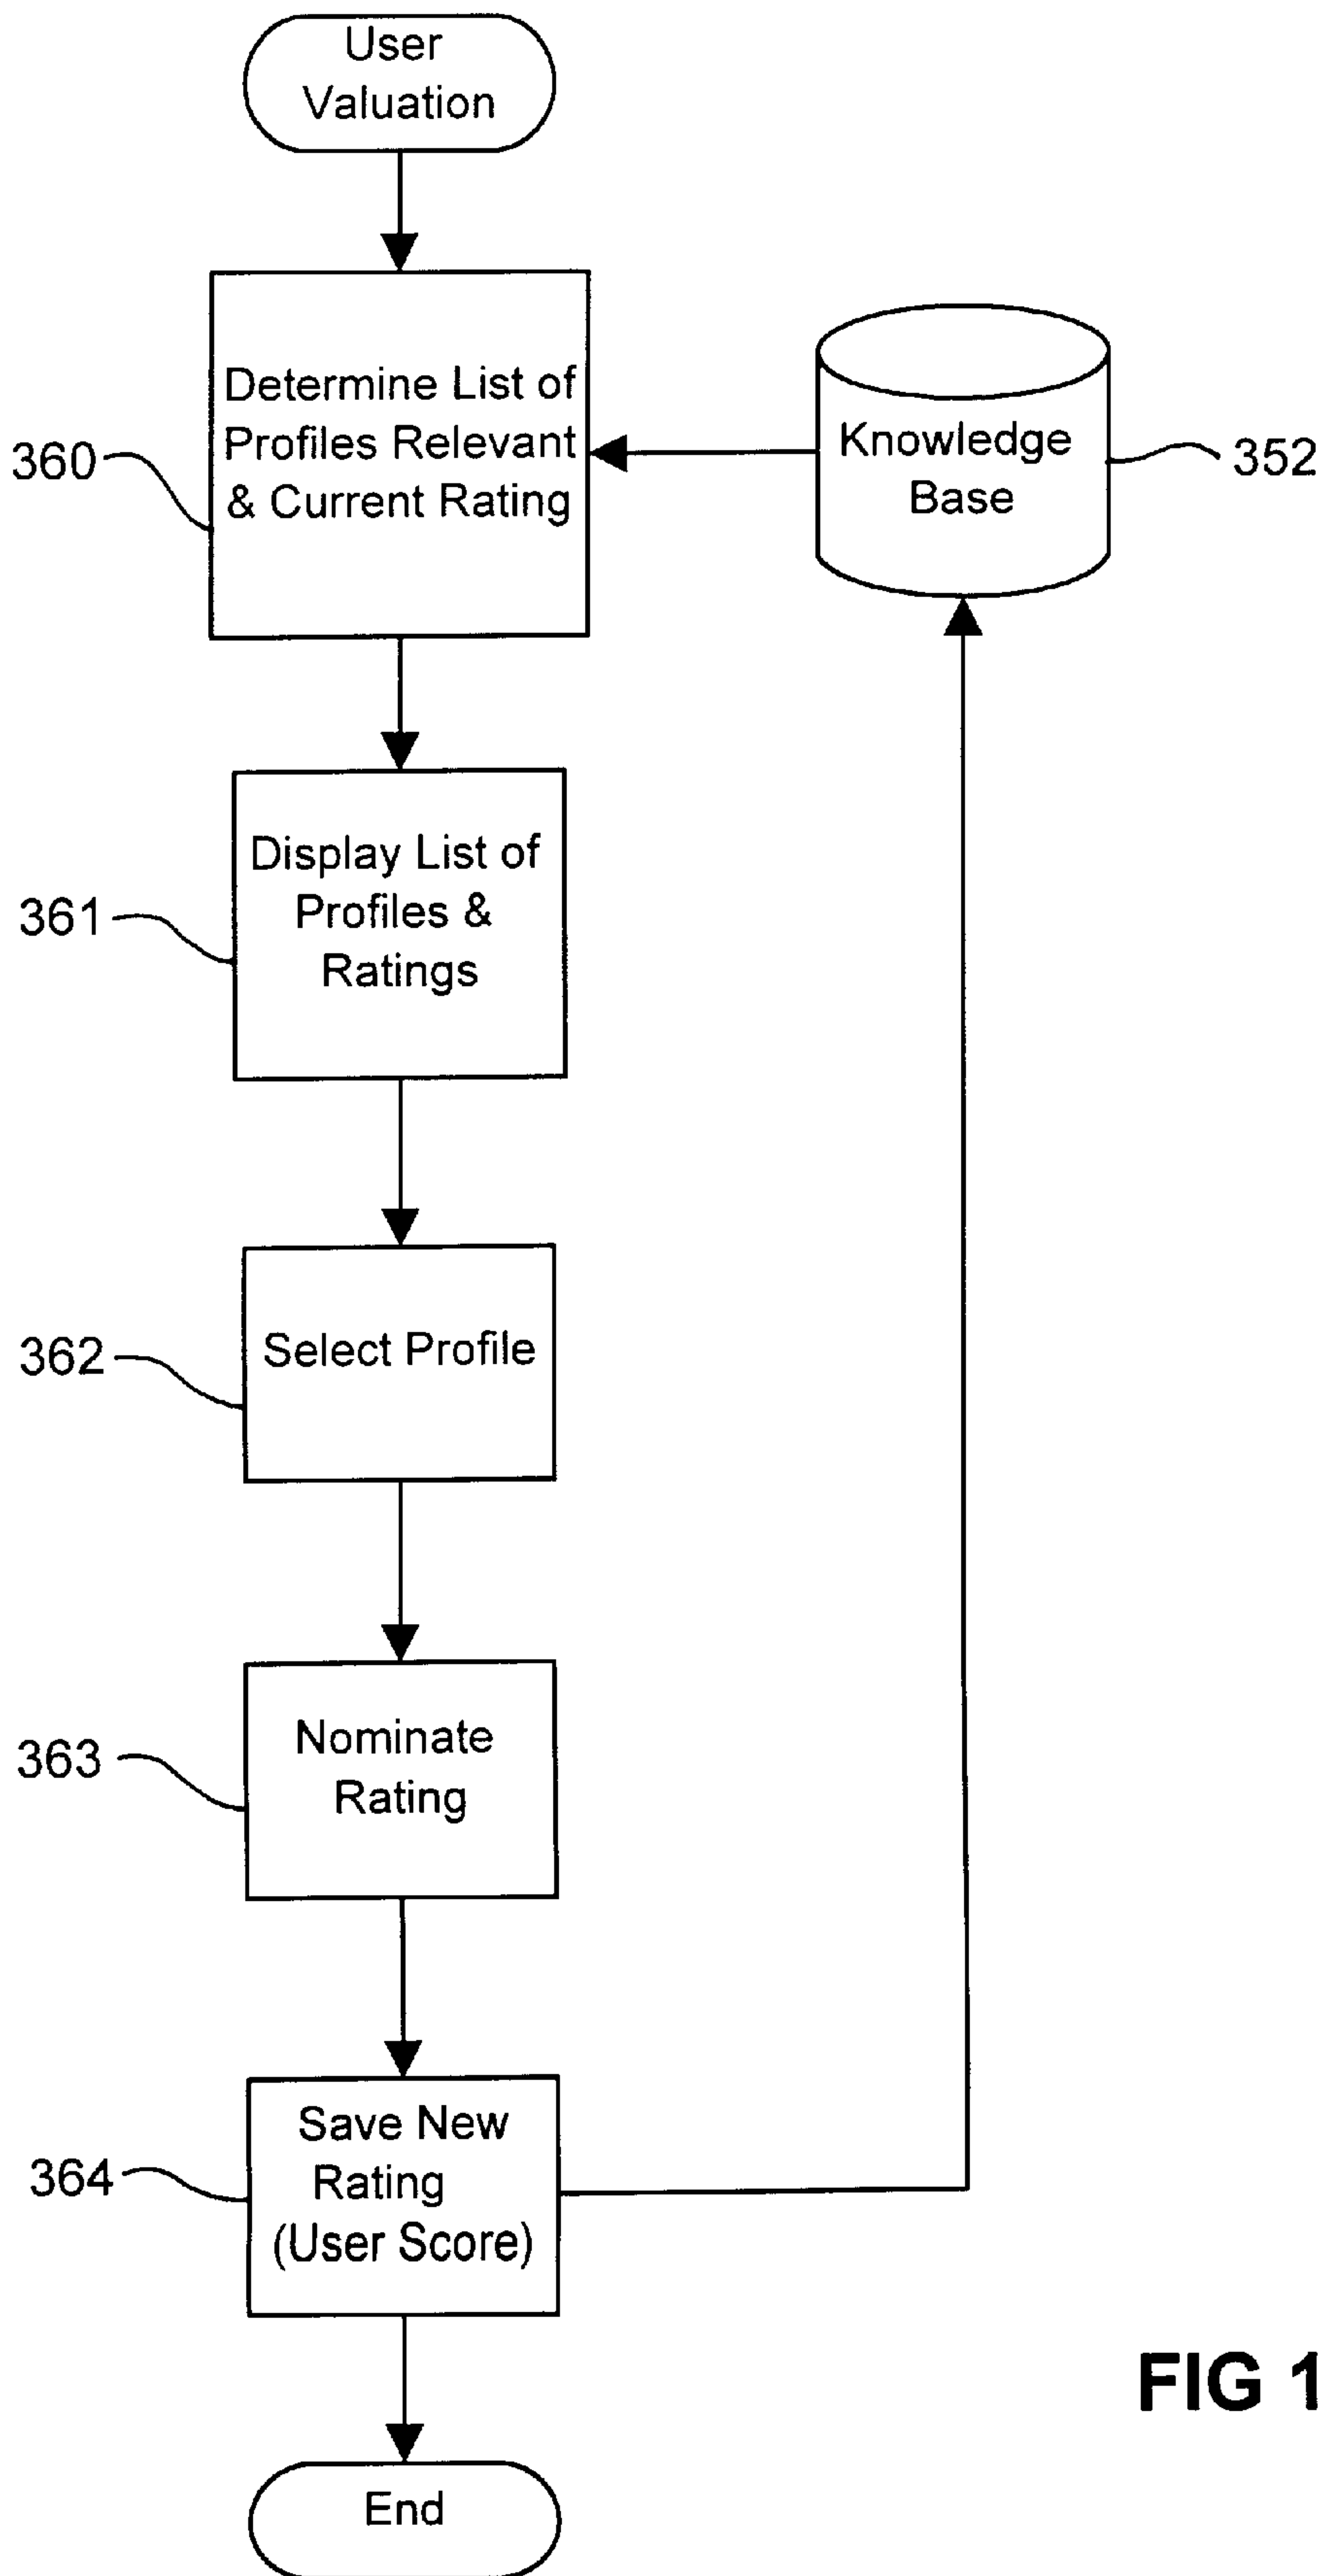 User
Valuation
Determine List of
Profiles Relevant
& Current Rating
360
Knowledge
Base
352
Display List of
Profiles &
Ratings
361
Select Profile
362
Nominate
Rating
363
Save New
Rating
(User Score)
364
End
FIG 1